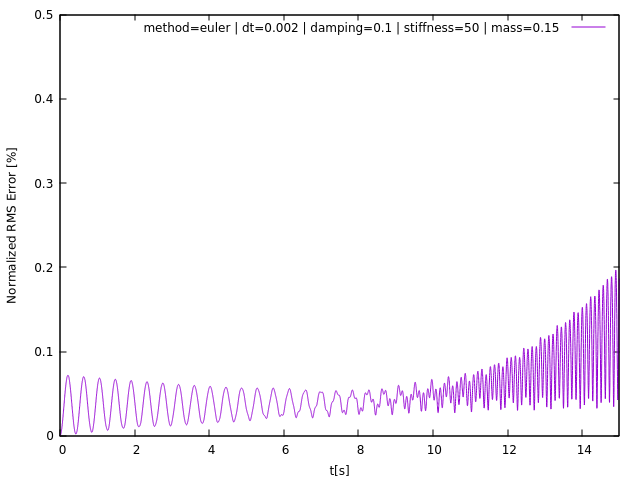 method=euler | dt=0.002 | damping=0.1 | stiffness=50 | mass=0.15
0.5
0.4
0.3
0.2
0.1
0
Normalized RMS Error [%]
0 2 4 6 8 10 12 14
t[s]